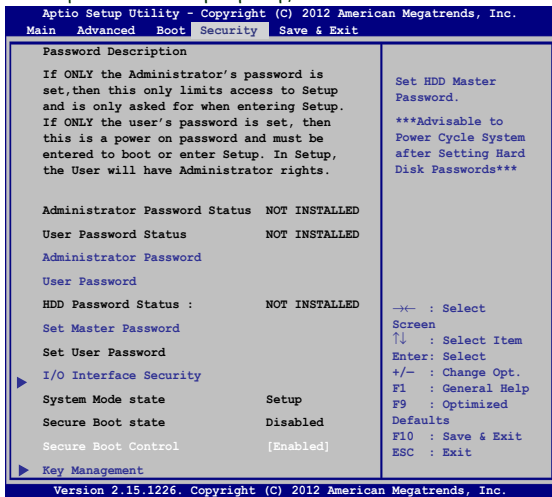 Aptio Setup Utility - Copyright (C) 2012 American Megatrends, Inc.
Main Advanced Boot Security Save & Exit
Password Description
If ONLY the Administrator's password is
set,then this only limits access to Setup
and is only asked for when entering Setup.
If ONLY the user's password is set, then
this is a power on password and must be
entered to boot or enter Setup. In Setup,
the User will have Administrator rights.
Administrator Password Status NOT INSTALLED
User Password Status NOT INSTALLED
Administrator Password
User Password
HDD Password Status : NOT INSTALLED
Set Master Password
Set User Password
I/O Interface Security
System Mode state Setup
Secure Boot state Disabled
Secure Boot Control [Enabled]
Key Management
Set HDD Master
Password.
***Advisable to
Power Cycle System
after Setting Hard
Disk Passwords***
→← : Select
Screen
↑↓ : Select Item
Enter: Select
+/— : Change Opt.
F1 : General Help
F9 : Optimized
Defaults
F10 : Save & Exit
ESC : Exit
Version 2.15.1226. Copyright (C) 2012 American Megatrends, Inc.